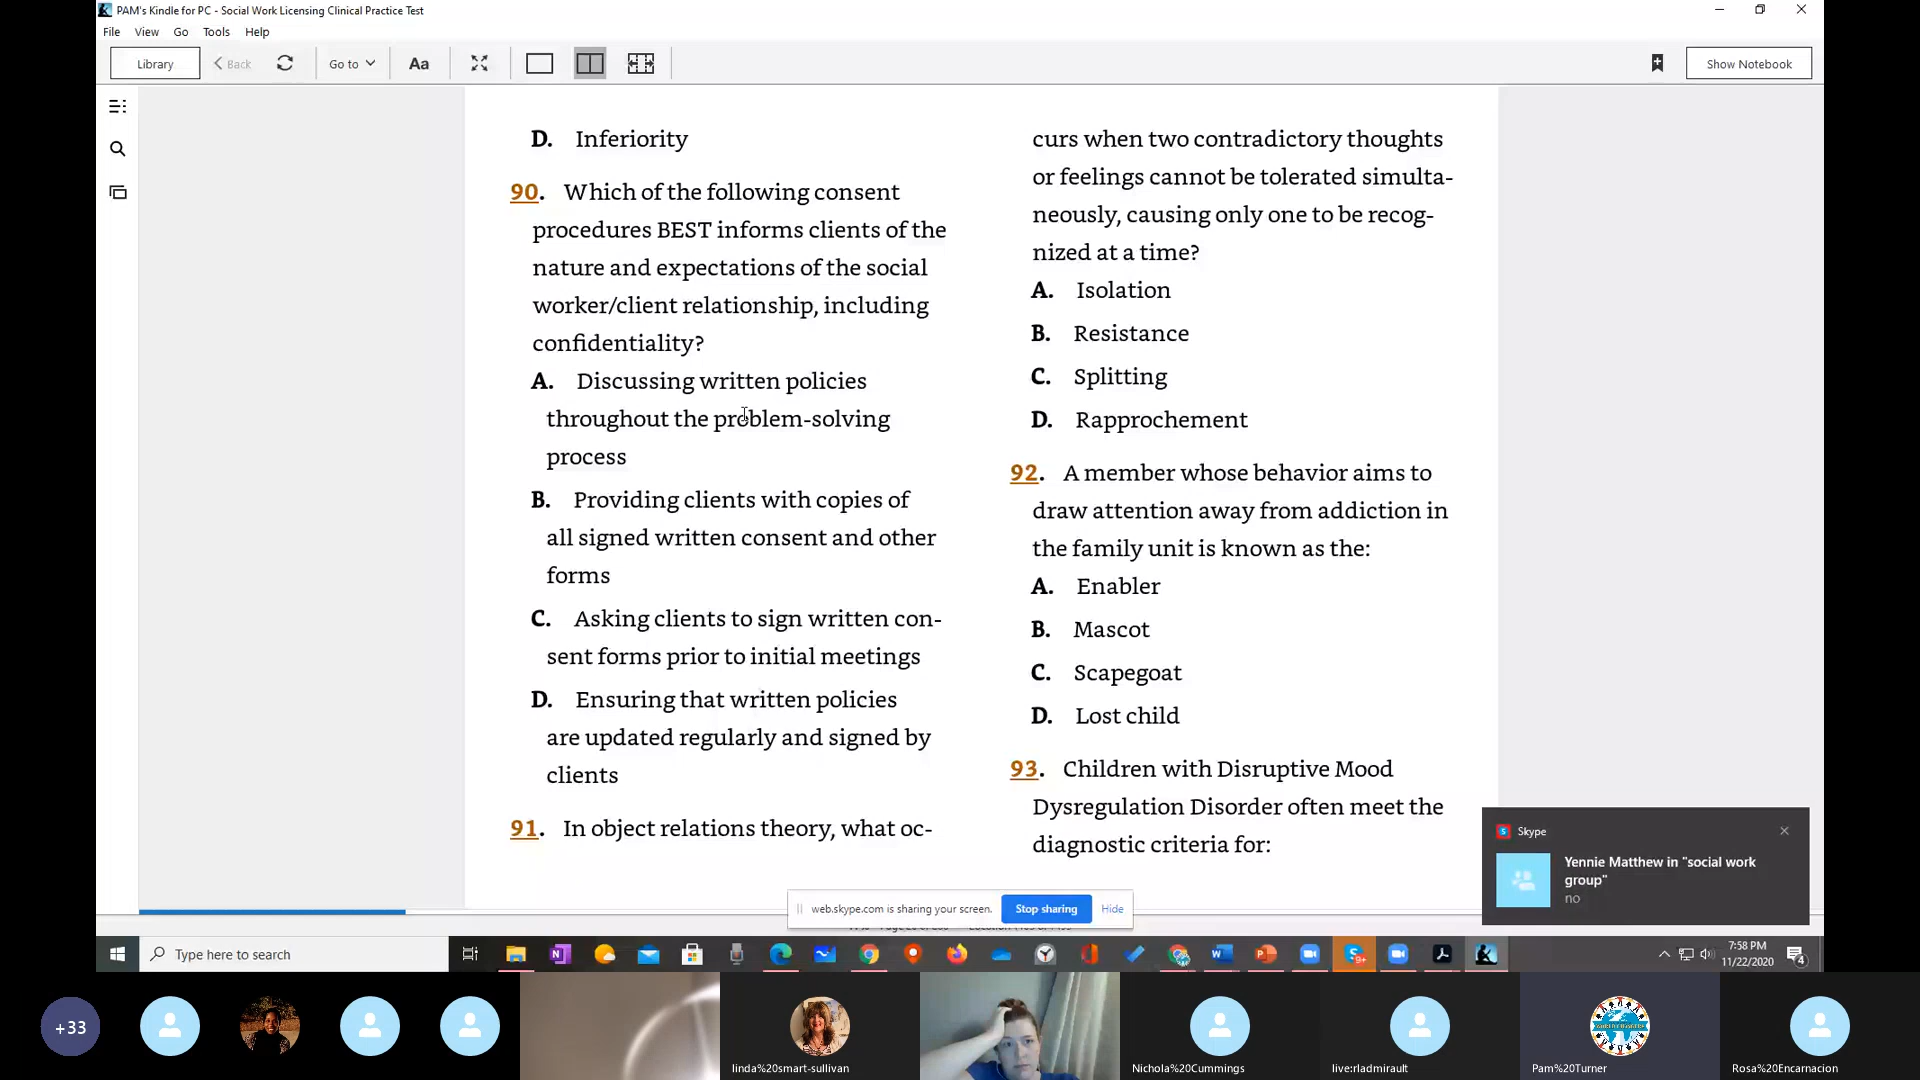 PAM's Kindle for PC - Social Work Licensing Clinical Practice Test
File View Go Tools Help
Library Back Go to Aa Show Notebook
D. Inferiority
90. Which of the following consent
procedures BEST informs clients of the
nature and expectations of the social
worker/client relationship, including
confidentiality?
A. Discussing written policies
throughout the problem-solving
process
B. Providing clients with copies of
all signed written consent and other
forms
C. Asking clients to sign written con-
sent forms prior to initial meetings
D. Ensuring that written policies
are updated regularly and signed by
clients
91. In object relations theory, what oc-
curs when two contradictory thoughts
or feelings cannot be tolerated simulta-
neously, causing only one to be recog-
nized at a time?
A. Isolation
B. Resistance
C. Splitting
D. Rapprochement
92. A member whose behavior aims to
draw attention away from addiction in
the family unit is known as the:
A. Enabler
B. Mascot
C. Scapegoat
D. Lost child
93. Children with Disruptive Mood
Dysregulation Disorder often meet the
diagnostic criteria for:
Skype
Yennie Matthew in "social work
group"
no
web.skype.com is sharing your screen. Stop sharing Hide
Type here to search
7:58 PM
11/22/2020
4
+33
linda%20smart-sullivan
Nichola%20Cummings
live:rladmirault
Pam%20Turner
Rosa%20Encarnacion